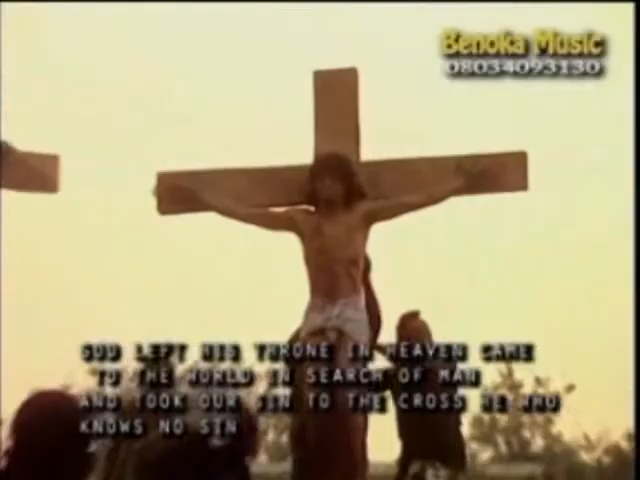 Benoka Music
08034093130
GOD LEFT HIS THRONE IN HEAVEN CAME
TO THE WORLD IN SEARCH OF MAN
AND TOOK OUR SIN TO THE CROSS HE WHO
KNOWS NO SIN